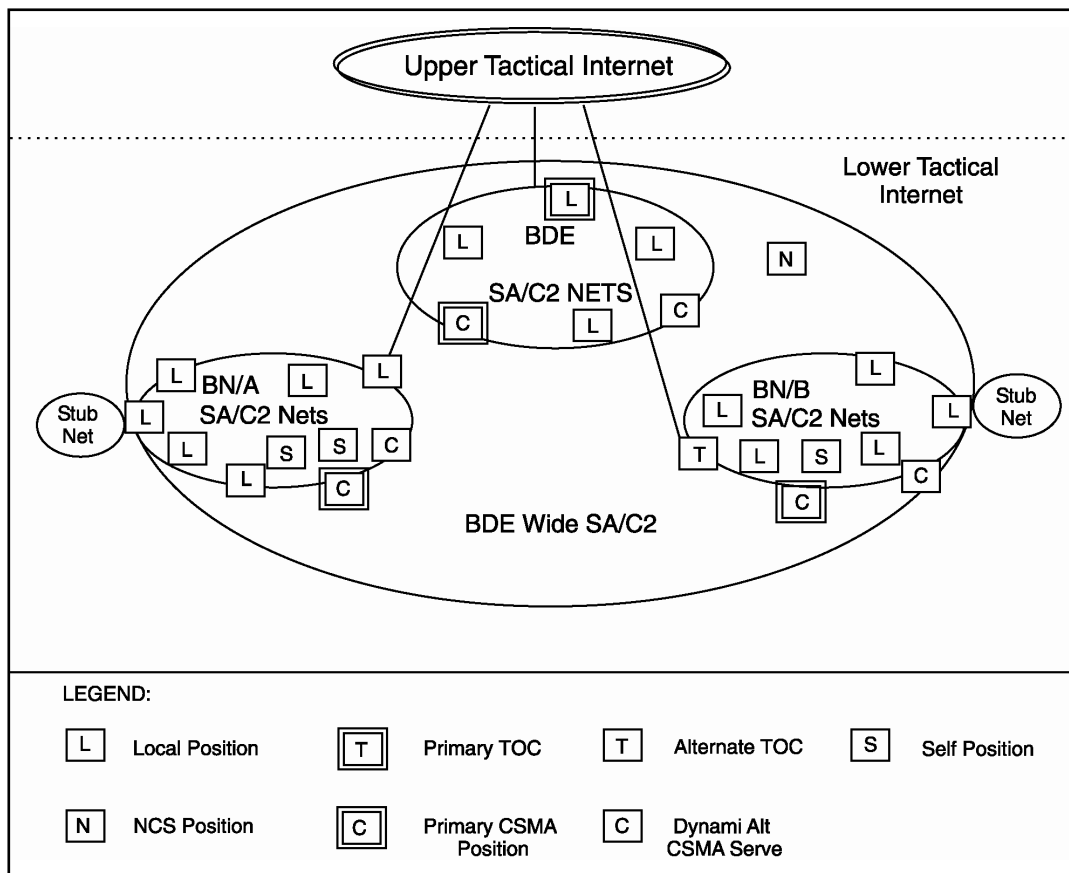 Upper Tactical Internet
Lower Tactical
Internet
L
BDE
L
L
N
SA/C2 NETS
C
L
C
L
L
L
BN/A
SA/C2 Nets
Stub
Net
L
L
S
S
C
L
C
L
BN/B
SA/C2 Nets
L
L
Stub
Net
T
L
S
L
C
C
BDE Wide SA/C2
LEGEND:
L Local Position
T Primary TOC
T Alternate TOC
S Self Position
N NCS Position
C Primary CSMA
Position
C Dynami Alt
CSMA Serve